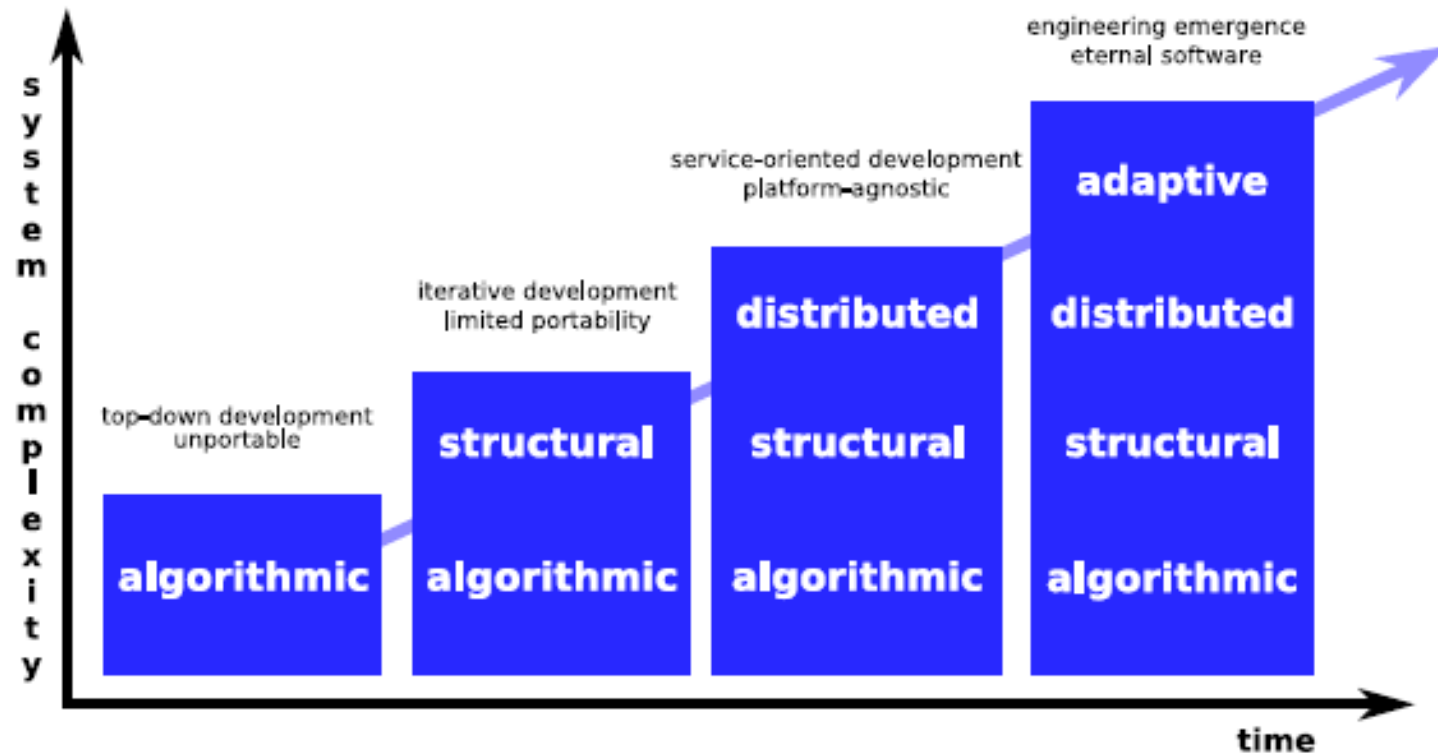 system complexity
engineering emergence
eternal software
service-oriented development
platform-agnostic
adaptive
iterative development
limited portability
distributed
distributed
top-down development
unportable
structural
structural
structural
algorithmic
algorithmic
algorithmic
algorithmic
time